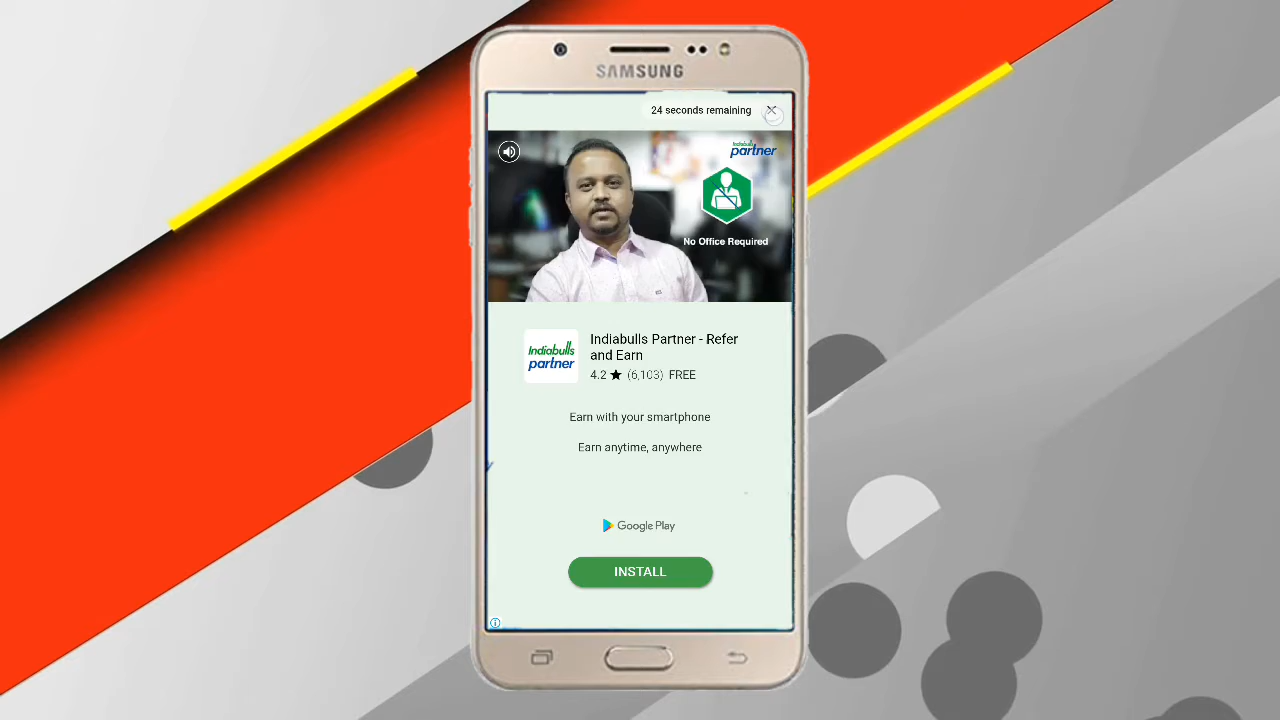 SAMSUNG
24 seconds remaining
Indiabulls
partner
No Office Required
Indiabulls
partner
Indiabulls Partner - Refer
and Earn
4.2 ★ (6,103) FREE
Earn with your smartphone
Earn anytime, anywhere
Google Play
INSTALL